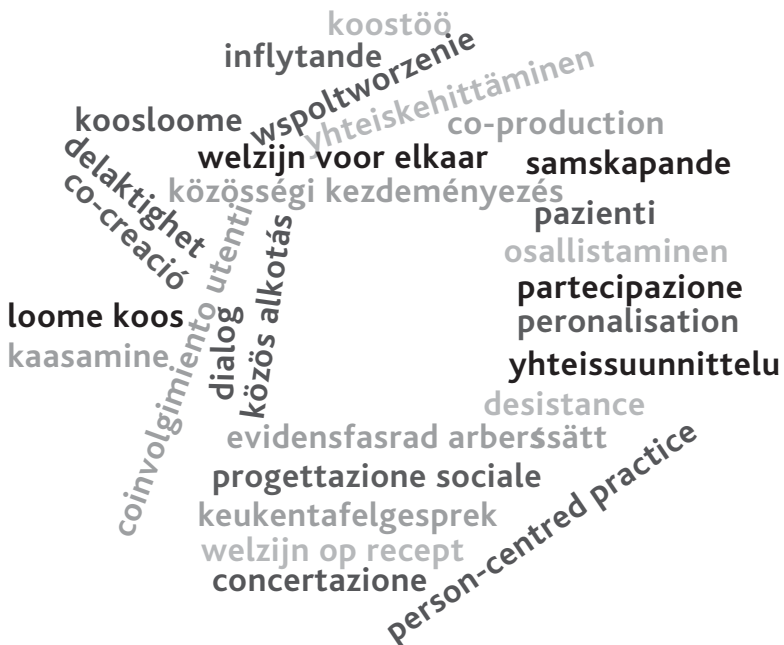 koostöö
inflytande
wspoltworzenie
yhteiskehittäminen
koosloome
co-production
delaktighet
welzijn voor elkaar
samskapande
co-creació
közösségi kezdeményezés
pazienti
osallistaminen
coinvolgimiento utenti
közös alkotás
dialog
partecipazione
loome koos
peronalisation
kaasamine
yhteissuunnittelu
desistance
evidensfasrad arberssätt
progettazione sociale
person-centred practice
keukentafelgesprek
welzijn op recept
concertazione